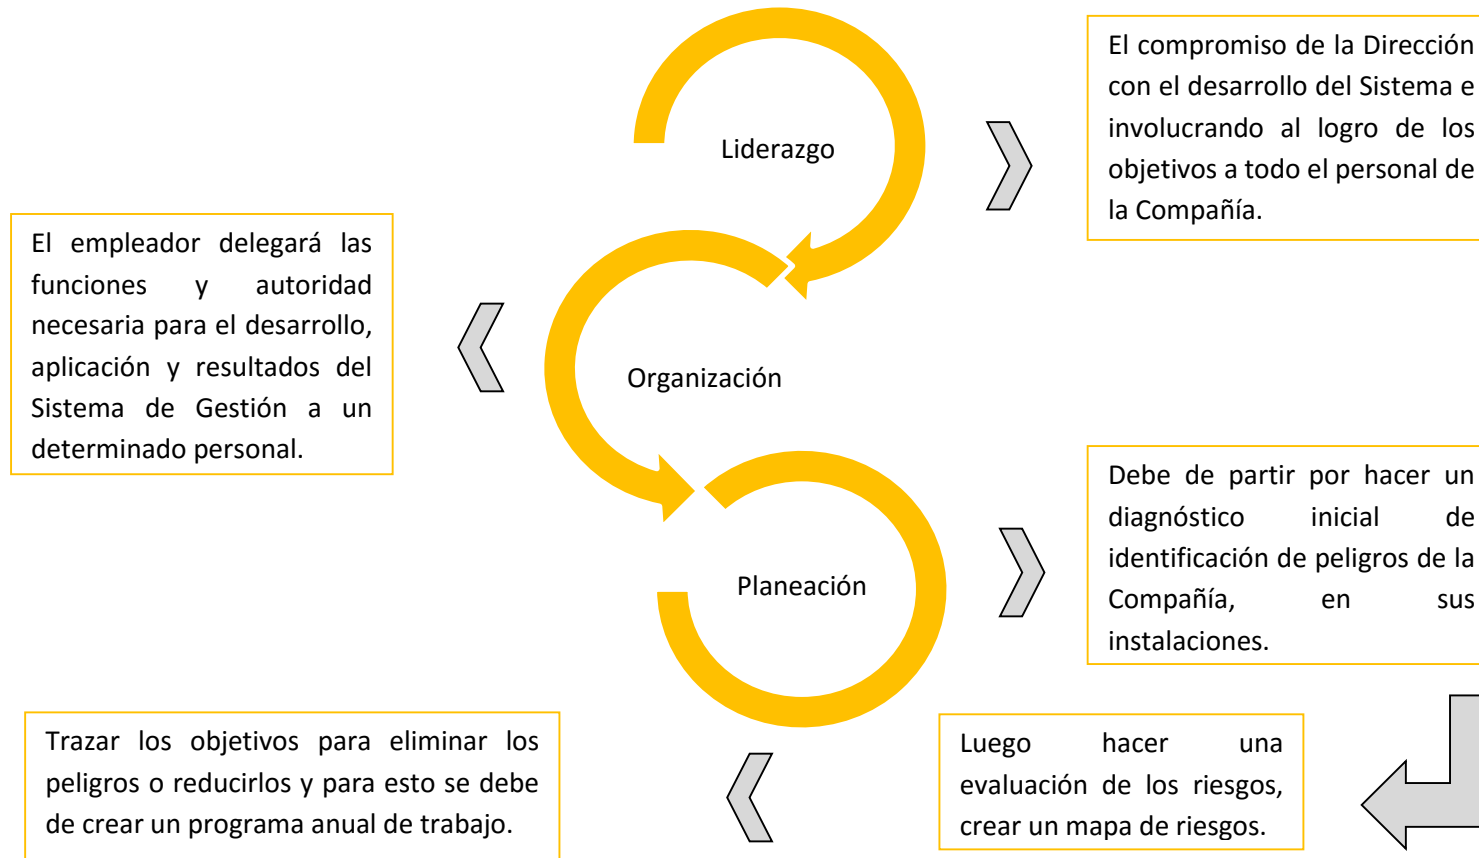 El compromiso de la Dirección
con el desarrollo del Sistema e
involucrando al logro de los
objetivos a todo el personal de
la Compañía.
Liderazgo
El empleador delegará las
funciones y autoridad
necesaria para el desarrollo,
aplicación y resultados del
Sistema de Gestión a un
determinado personal.
Organización
Debe de partir por hacer un
diagnóstico inicial de
identificación de peligros de la
Compañía, en sus
instalaciones.
Planeación
Luego hacer una
evaluación de los riesgos,
crear un mapa de riesgos.
Trazar los objetivos para eliminar los
peligros o reducirlos y para esto se debe
de crear un programa anual de trabajo.